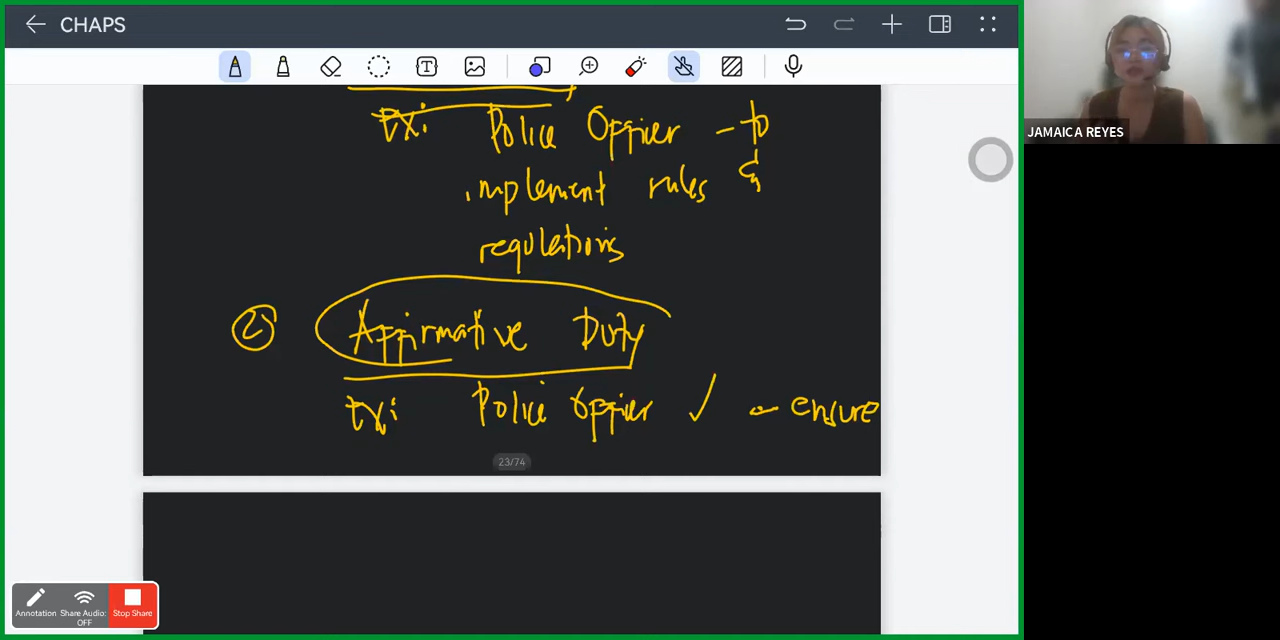 CHAPS
JAMAICA REYES
Ex: Police Officer - to
implement rules &
regulations
② Affirmative Duty
Ex: Police Officer ✓ - ensure
23/74
Annotation Share Audio: OFF Stop Share